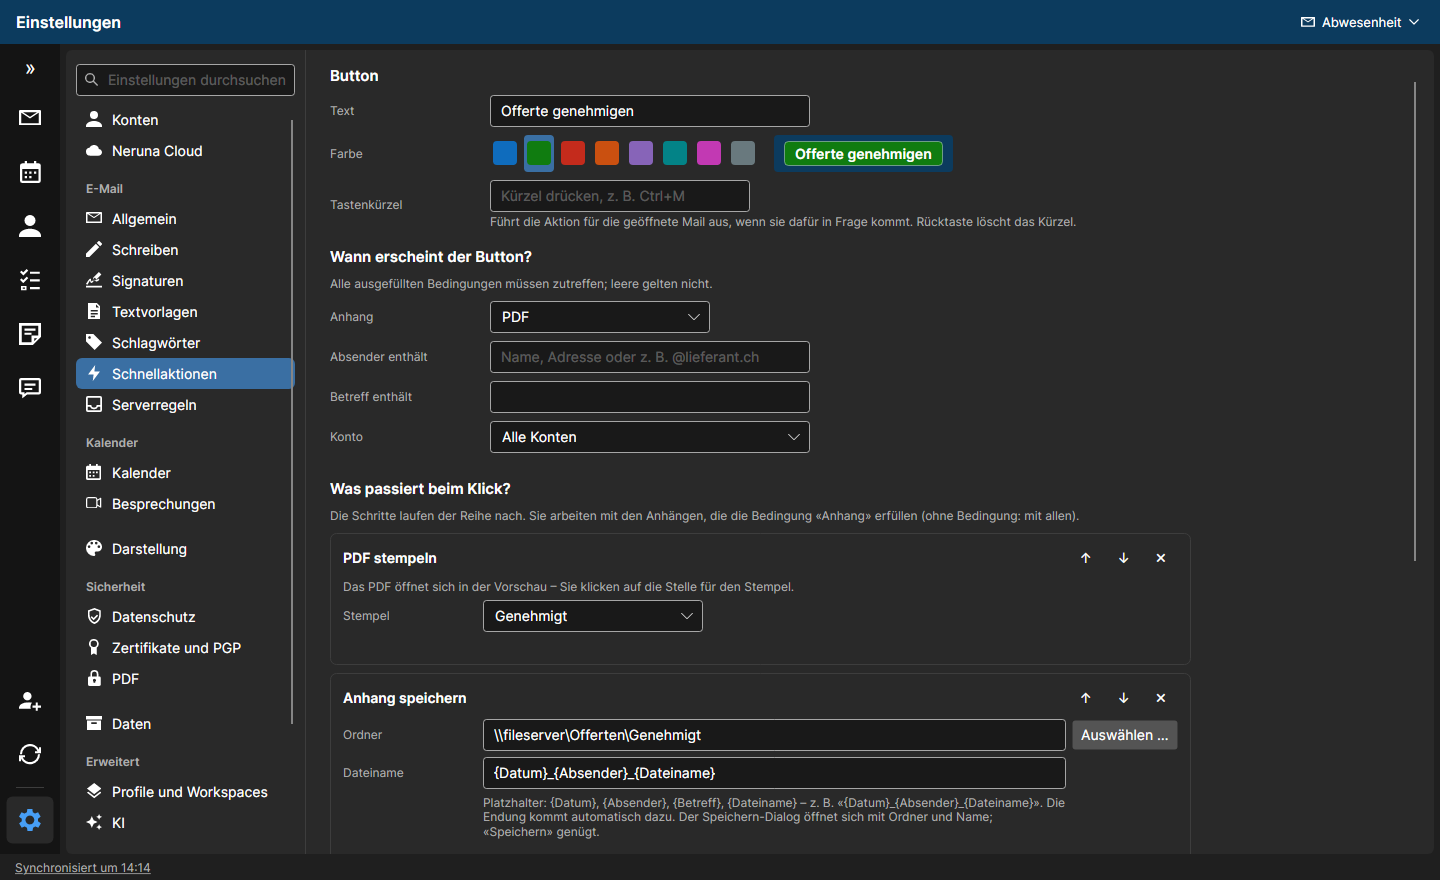 Einstellungen
Abwesenheit
Einstellungen durchsuchen
Konten
Neruna Cloud
E-Mail
Allgemein
Schreiben
Signaturen
Textvorlagen
Schlagwörter
Schnellaktionen
Serverregeln
Kalender
Kalender
Besprechungen
Darstellung
Sicherheit
Datenschutz
Zertifikate und PGP
PDF
Daten
Erweitert
Profile und Workspaces
KI
Button
Text
Offerte genehmigen
Farbe
Offerte genehmigen
Tastenkürzel
Kürzel drücken, z. B. Ctrl+M
Führt die Aktion für die geöffnete Mail aus, wenn sie dafür in Frage kommt. Rücktaste löscht das Kürzel.
Wann erscheint der Button?
Alle ausgefüllten Bedingungen müssen zutreffen; leere gelten nicht.
Anhang
PDF
Absender enthält
Name, Adresse oder z. B. @lieferant.ch
Betreff enthält
Konto
Alle Konten
Was passiert beim Klick?
Die Schritte laufen der Reihe nach. Sie arbeiten mit den Anhängen, die die Bedingung «Anhang» erfüllen (ohne Bedingung: mit allen).
PDF stempeln
Das PDF öffnet sich in der Vorschau – Sie klicken auf die Stelle für den Stempel.
Stempel
Genehmigt
Anhang speichern
Ordner
\\fileserver\Offerten\Genehmigt
Auswählen ...
Dateiname
{Datum}_{Absender}_{Dateiname}
Platzhalter: {Datum}, {Absender}, {Betreff}, {Dateiname} – z. B. «{Datum}_{Absender}_{Dateiname}». Die
Endung kommt automatisch dazu. Der Speichern-Dialog öffnet sich mit Ordner und Name;
«Speichern» genügt.
Synchronisiert um 14:14